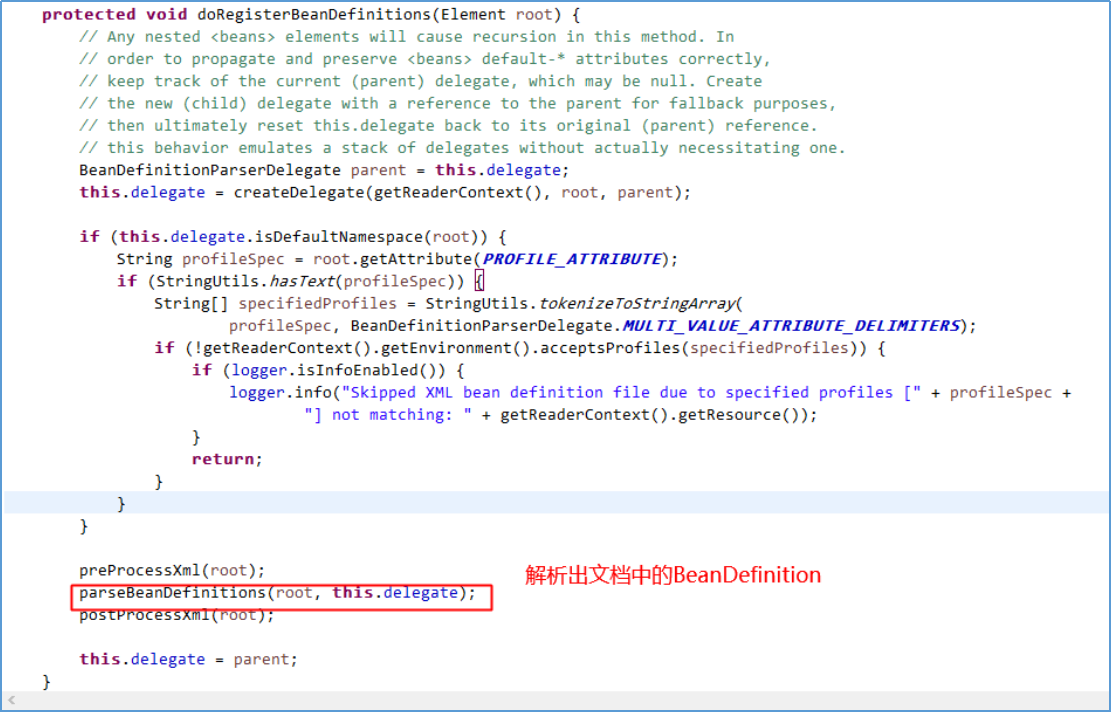 protected void doRegisterBeanDefinitions(Element root) {
// Any nested <beans> elements will cause recursion in this method. In
// order to propagate and preserve <beans> default-* attributes correctly,
// keep track of the current (parent) delegate, which may be null. Create
// the new (child) delegate with a reference to the parent for fallback purposes,
// then ultimately reset this.delegate back to its original (parent) reference.
// this behavior emulates a stack of delegates without actually necessitating one.
BeanDefinitionParserDelegate parent = this.delegate;
this.delegate = createDelegate(getReaderContext(), root, parent);
if (this.delegate.isDefaultNamespace(root)) {
String profileSpec = root.getAttribute(PROFILE_ATTRIBUTE);
if (StringUtils.hasText(profileSpec)) {
String[] specifiedProfiles = StringUtils.tokenizeToStringArray(
profileSpec, BeanDefinitionParserDelegate.MULTI_VALUE_ATTRIBUTE_DELIMITERS);
if (!getReaderContext().getEnvironment().acceptsProfiles(specifiedProfiles)) {
if (logger.isInfoEnabled()) {
logger.info("Skipped XML bean definition file due to specified profiles [" + profileSpec +
"] not matching: " + getReaderContext().getResource());
}
return;
}
}
}
preProcessXml(root);
解析出文档中的BeanDefinition
parseBeanDefinitions(root, this.delegate);
postProcessXml(root);
this.delegate = parent;
}